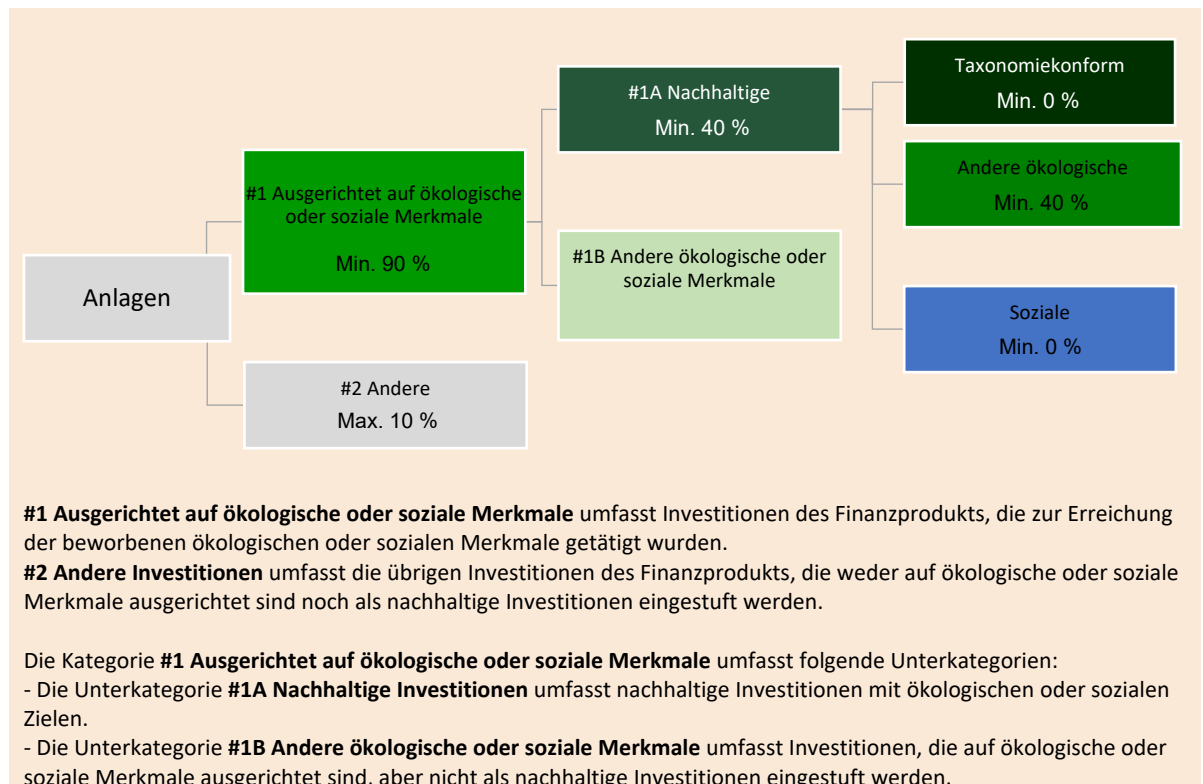 Taxonomiekonform
Min. 0 %
#1A Nachhaltige
Min. 40 %
Andere ökologische
Min. 40 %
#1 Ausgerichtet auf ökologische
oder soziale Merkmale
Min. 90 %
#1B Andere ökologische oder
soziale Merkmale
Anlagen
Soziale
Min. 0 %
#2 Andere
Max. 10 %
#1 Ausgerichtet auf ökologische oder soziale Merkmale umfasst Investitionen des Finanzprodukts, die zur Erreichung
der beworbenen ökologischen oder sozialen Merkmale getätigt wurden.
#2 Andere Investitionen umfasst die übrigen Investitionen des Finanzprodukts, die weder auf ökologische oder soziale
Merkmale ausgerichtet sind noch als nachhaltige Investitionen eingestuft werden.
Die Kategorie #1 Ausgerichtet auf ökologische oder soziale Merkmale umfasst folgende Unterkategorien:
- Die Unterkategorie #1A Nachhaltige Investitionen umfasst nachhaltige Investitionen mit ökologischen oder sozialen
Zielen.
- Die Unterkategorie #1B Andere ökologische oder soziale Merkmale umfasst Investitionen, die auf ökologische oder
soziale Merkmale ausgerichtet sind, aber nicht als nachhaltige Investitionen eingestuft werden.